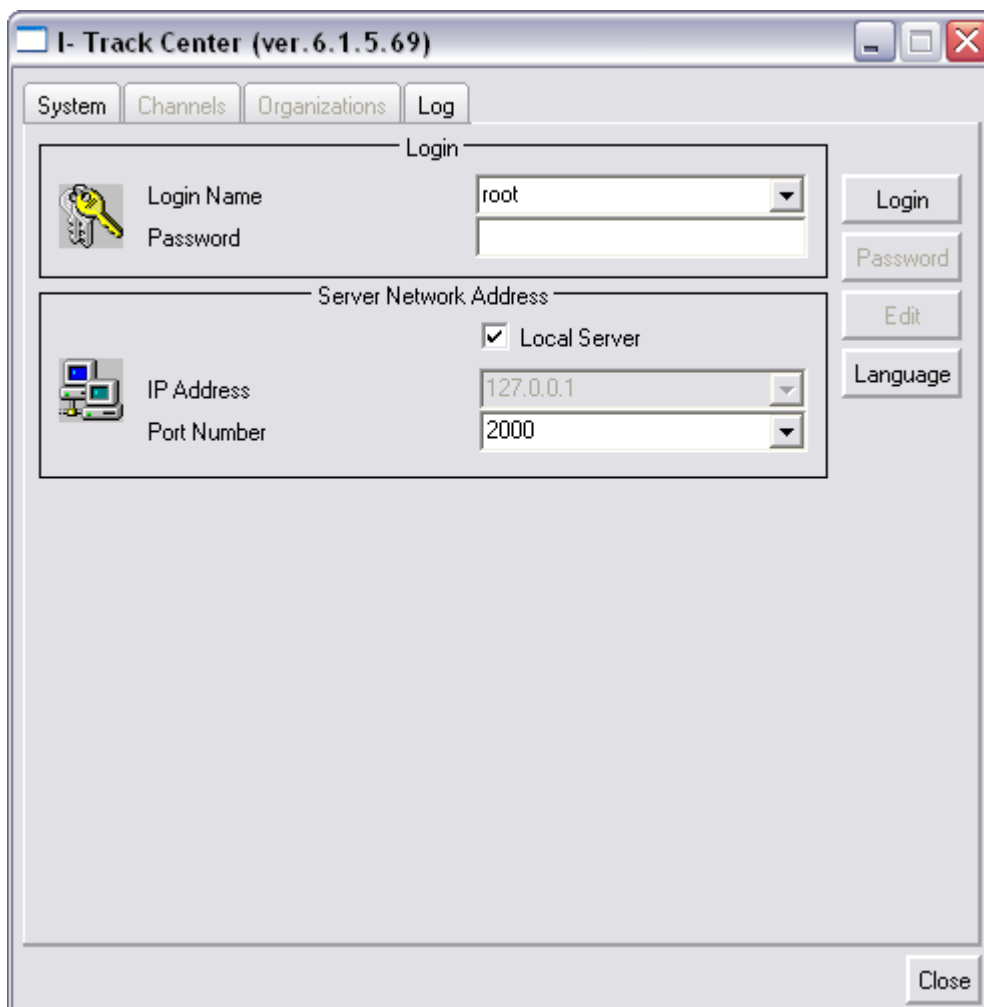 I- Track Center (ver.6.1.5.69)
System Channels Organizations Log
Login
Login Name root
Password
Login
Password
Edit
Language
Server Network Address
Local Server
IP Address 127.0.0.1
Port Number 2000
Close